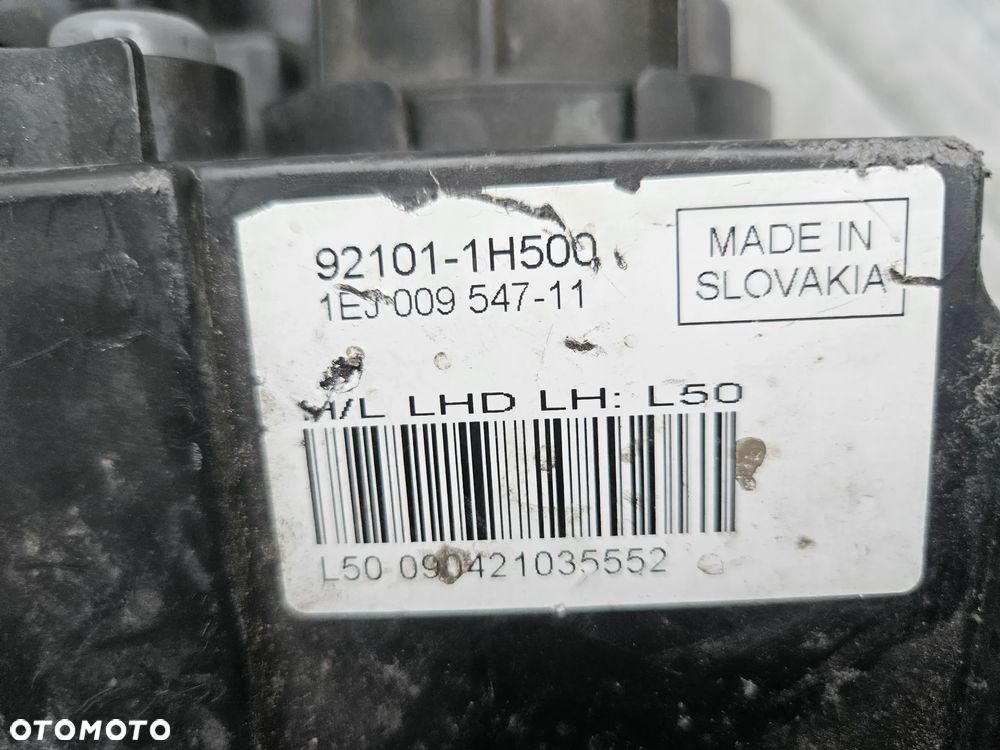 92101-1H500
1EJ 009 547-11
MADE IN
SLOVAKIA
H/L LHD LH: L50
L50 090421035552
OTOMOTO